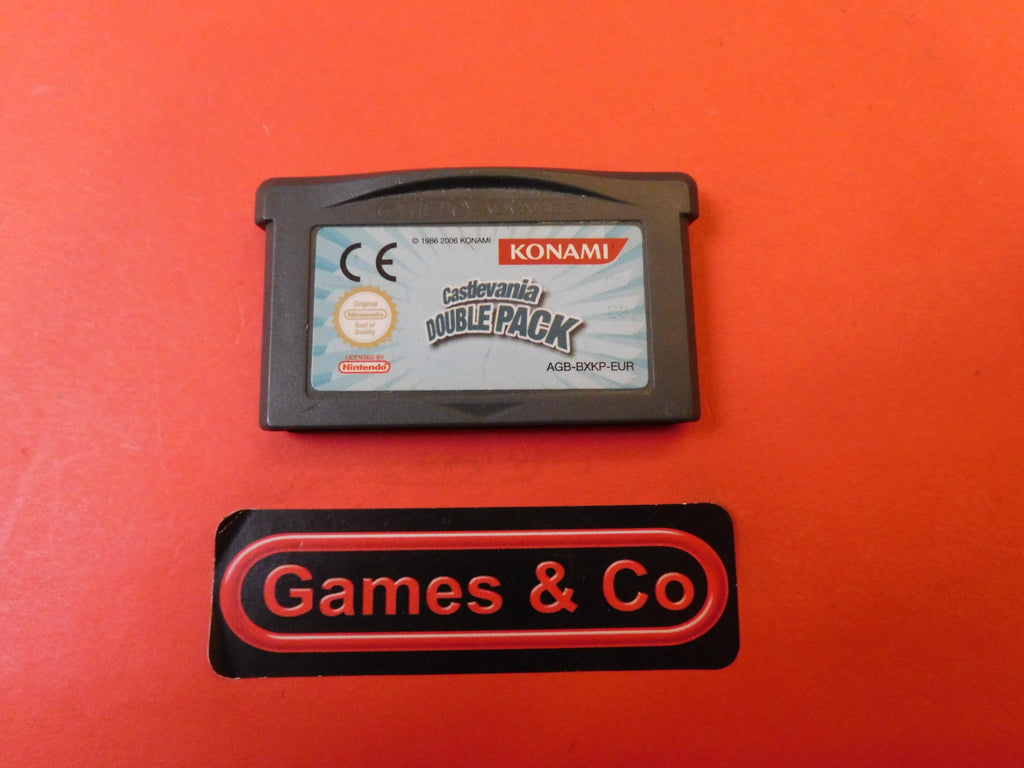 GAME BOY ADVANCE
© 1986 2006 KONAMI
KONAMI
CE
Castlevania
DOUBLE PACK
Original
Nintendo
Seal of
Quality
LICENSED BY
Nintendo
AGB-BXKP-EUR
Games & Co